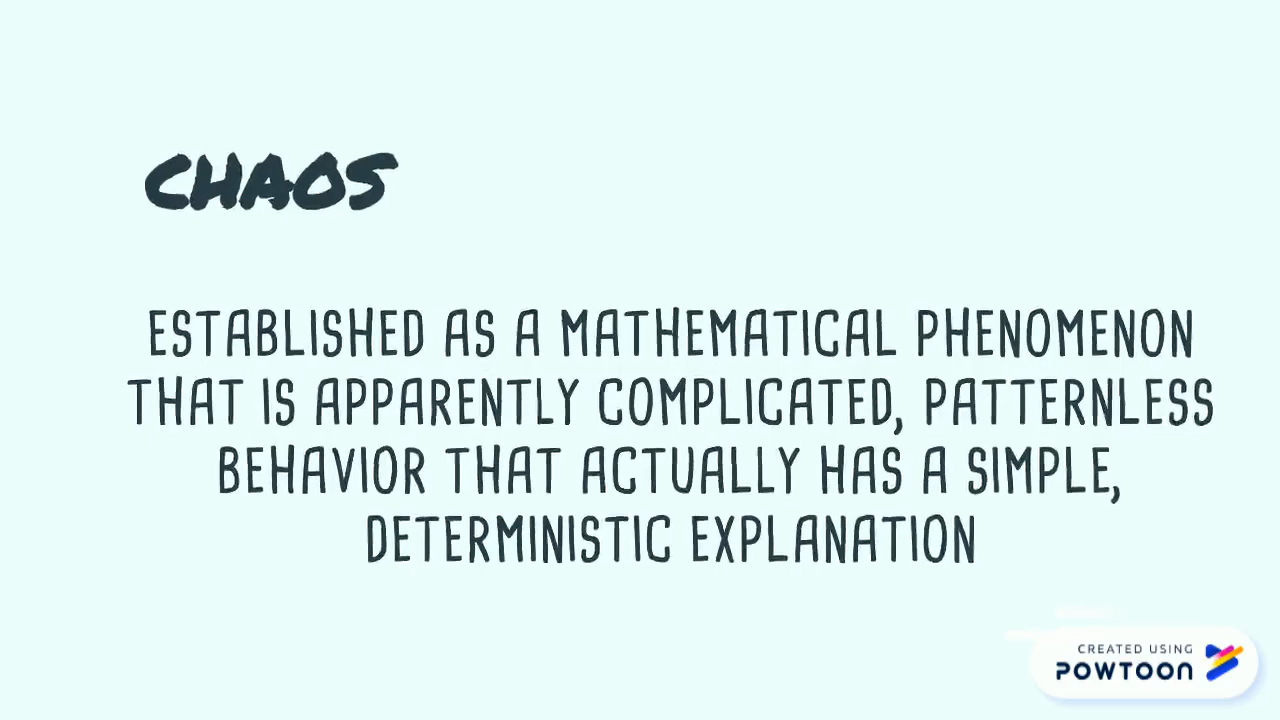 CHAOS
ESTABLISHED AS A MATHEMATICAL PHENOMENON
THAT IS APPARENTLY COMPLICATED, PATTERNLESS
BEHAVIOR THAT ACTUALLY HAS A SIMPLE,
DETERMINISTIC EXPLANATION
CREATED USING
POWTOON